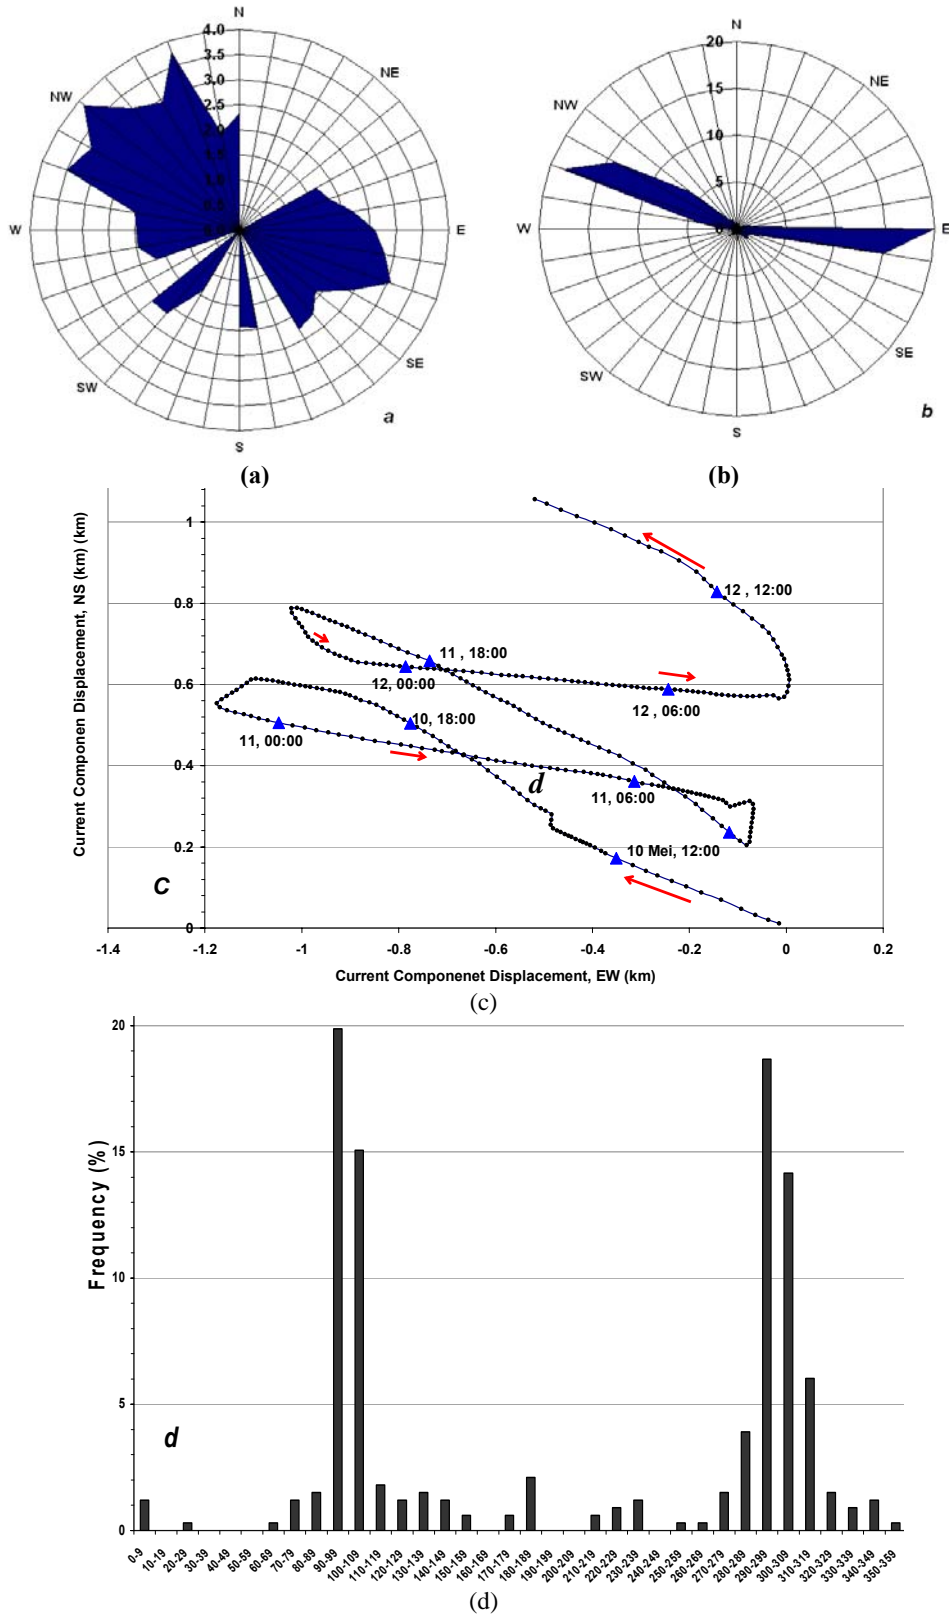 N
4.0
3.5
3.0
2.5
2.0
1.5
1.0
0.5
0.0
NW
NE
W
E
SW
SE
S
a
N
20
15
10
5
0
NW
NE
W
E
SW
SE
S
b
(a)
(b)
Current Componen Displacement, NS (km) (km)
1
0.8
0.6
0.4
0.2
0
12 , 12:00
11 , 18:00
12, 00:00
12 , 06:00
10, 18:00
11, 00:00
d
11, 06:00
10 Mei, 12:00
C
-1.4 -1.2 -1 -0.8 -0.6 -0.4 -0.2 0 0.2
Current Componenet Displacement, EW (km)
(c)
Frequency (%)
20
15
10
5
0
d
0-9 10-19 20-29 30-39 40-49 50-59 60-69 70-79 80-89 90-99 100-109 110-119 120-129 130-139 140-149 150-159 160-169 170-179 180-189 190-199 200-209 210-219 220-229 230-239 240-249 250-259 260-269 270-279 280-289 290-299 300-309 310-319 320-329 330-339 340-349 350-359
(d)